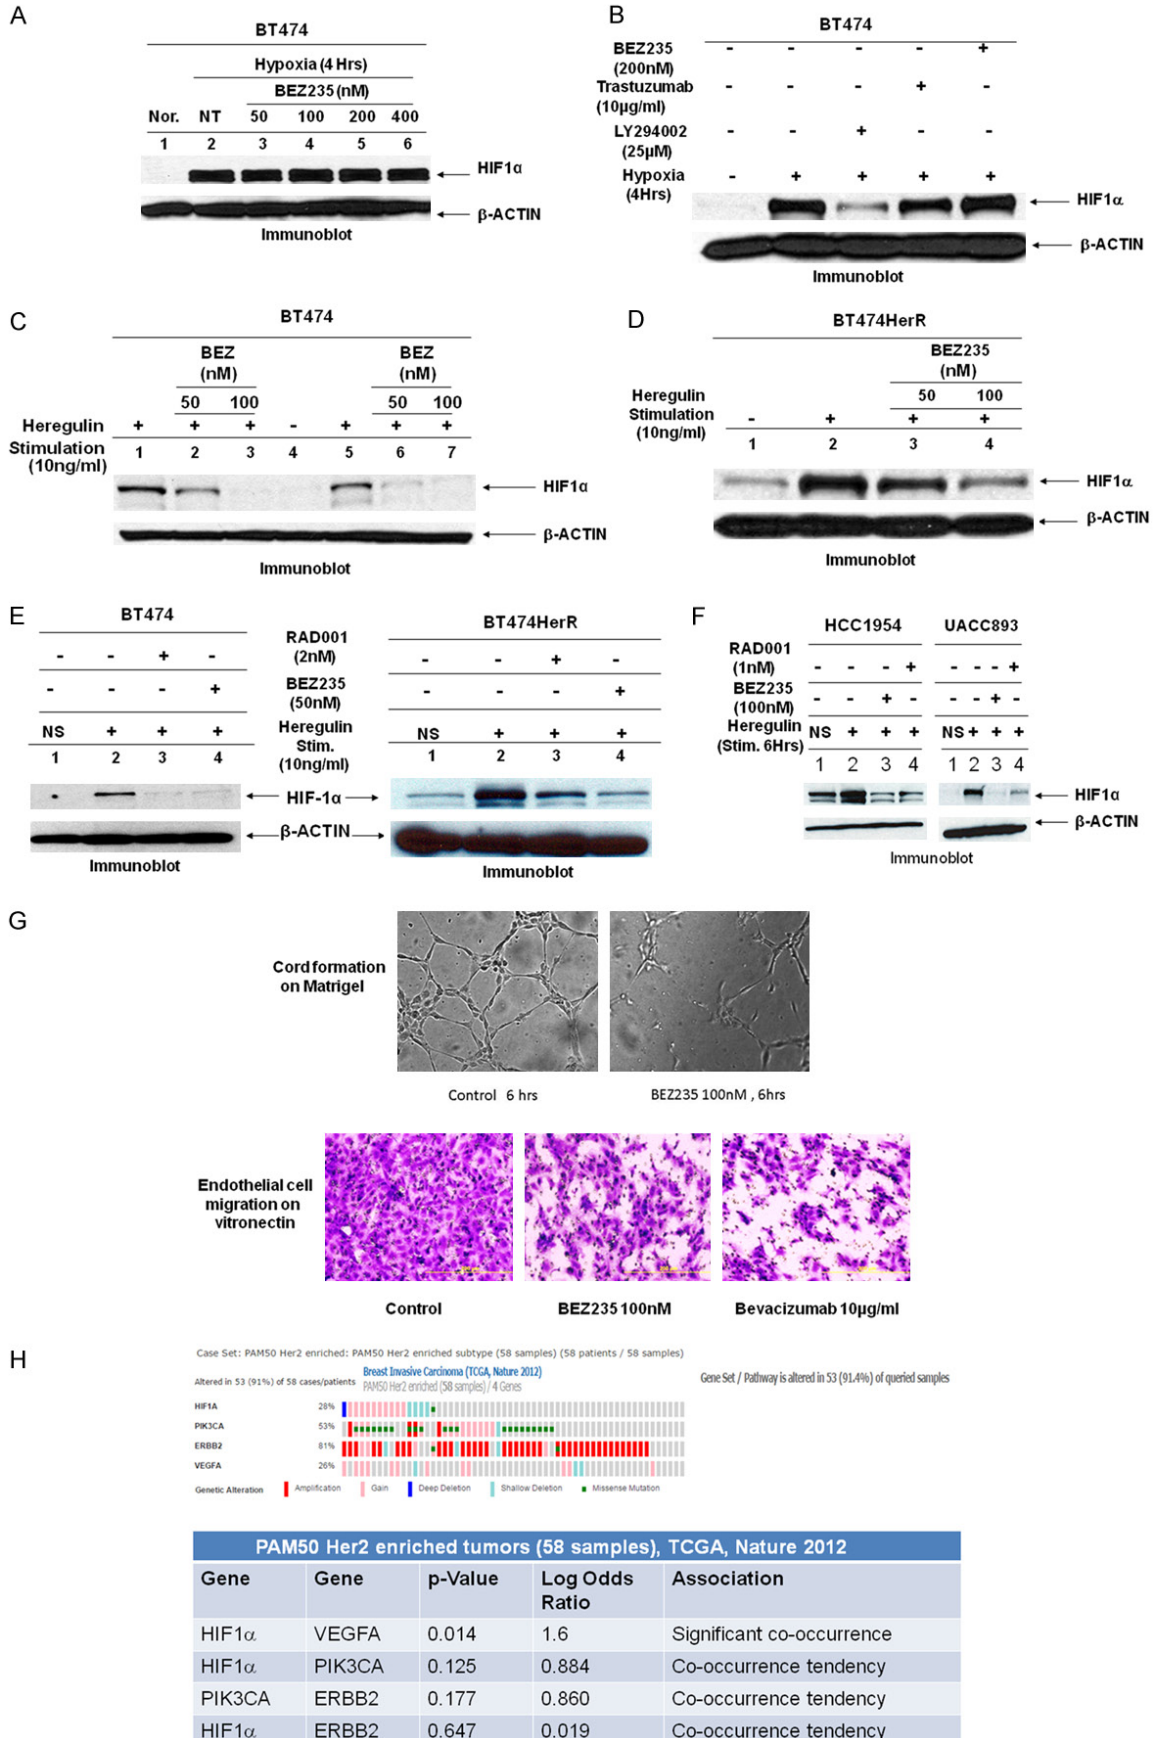 A
BT474
Hypoxia (4 Hrs)
BEZ235 (nM)
Nor. NT 50 100 200 400
1 2 3 4 5 6
HIF1α
β-ACTIN
Immunoblot
B
BT474
BEZ235 - - - - +
(200nM)
Trastuzumab - - - + -
(10μg/ml)
LY294002 - - + - -
(25μM)
Hypoxia - + + + +
(4Hrs)
HIF1α
β-ACTIN
Immunoblot
C
BT474
BEZ BEZ
(nM) (nM)
50 100 50 100
Heregulin + + + - + + +
Stimulation 1 2 3 4 5 6 7
(10ng/ml)
HIF1α
β-ACTIN
Immunoblot
D
BT474HerR
BEZ235
(nM)
Heregulin 50 100
Stimulation - + + +
(10ng/ml) 1 2 3 4
HIF1α
β-ACTIN
Immunoblot
E
BT474 BT474HerR
RAD001
(2nM)
- - + - - - + -
BEZ235
(50nM)
- - - + - - - +
NS + + + Heregulin NS + + +
Stim.
1 2 3 4 (10ng/ml) 1 2 3 4
HIF-1α
β-ACTIN
Immunoblot Immunoblot
F
HCC1954 UACC893
RAD001
(1nM) - - - + - - - +
BEZ235
(100nM) - - + - - - + -
Heregulin NS + + + NS + + +
(Stim. 6Hrs)
1 2 3 4 1 2 3 4
HIF1α
β-ACTIN
Immunoblot
G
Cord formation
on Matrigel
Control 6 hrs BEZ235 100nM , 6hrs
Endothelial cell
migration on
vitronectin
Control BEZ235 100nM Bevacizumab 10μg/ml
H
Case Set: PAM50 Her2 enriched: PAM50 Her2 enriched subtype (58 samples) (58 patients / 58 samples)
Altered in 53 (91%) of 58 cases/patients
Breast Invasive Carcinoma (TCGA, Nature 2012)
PAM50 Her2 enriched (58 samples) / 4 Genes
Gene Set / Pathway is altered in 53 (91.4%) of queried samples
HIF1A 28%
PIK3CA 53%
ERBB2 81%
VEGFA 26%
Genetic Alteration Amplification Gain Deep Deletion Shallow Deletion Missense Mutation
PAM50 Her2 enriched tumors (58 samples), TCGA, Nature 2012
Gene Gene p-Value Log Odds Ratio Association
HIF1α VEGFA 0.014 1.6 Significant co-occurrence
HIF1α PIK3CA 0.125 0.884 Co-occurrence tendency
PIK3CA ERBB2 0.177 0.860 Co-occurrence tendency
HIF1α ERBB2 0.647 0.019 Co-occurrence tendency